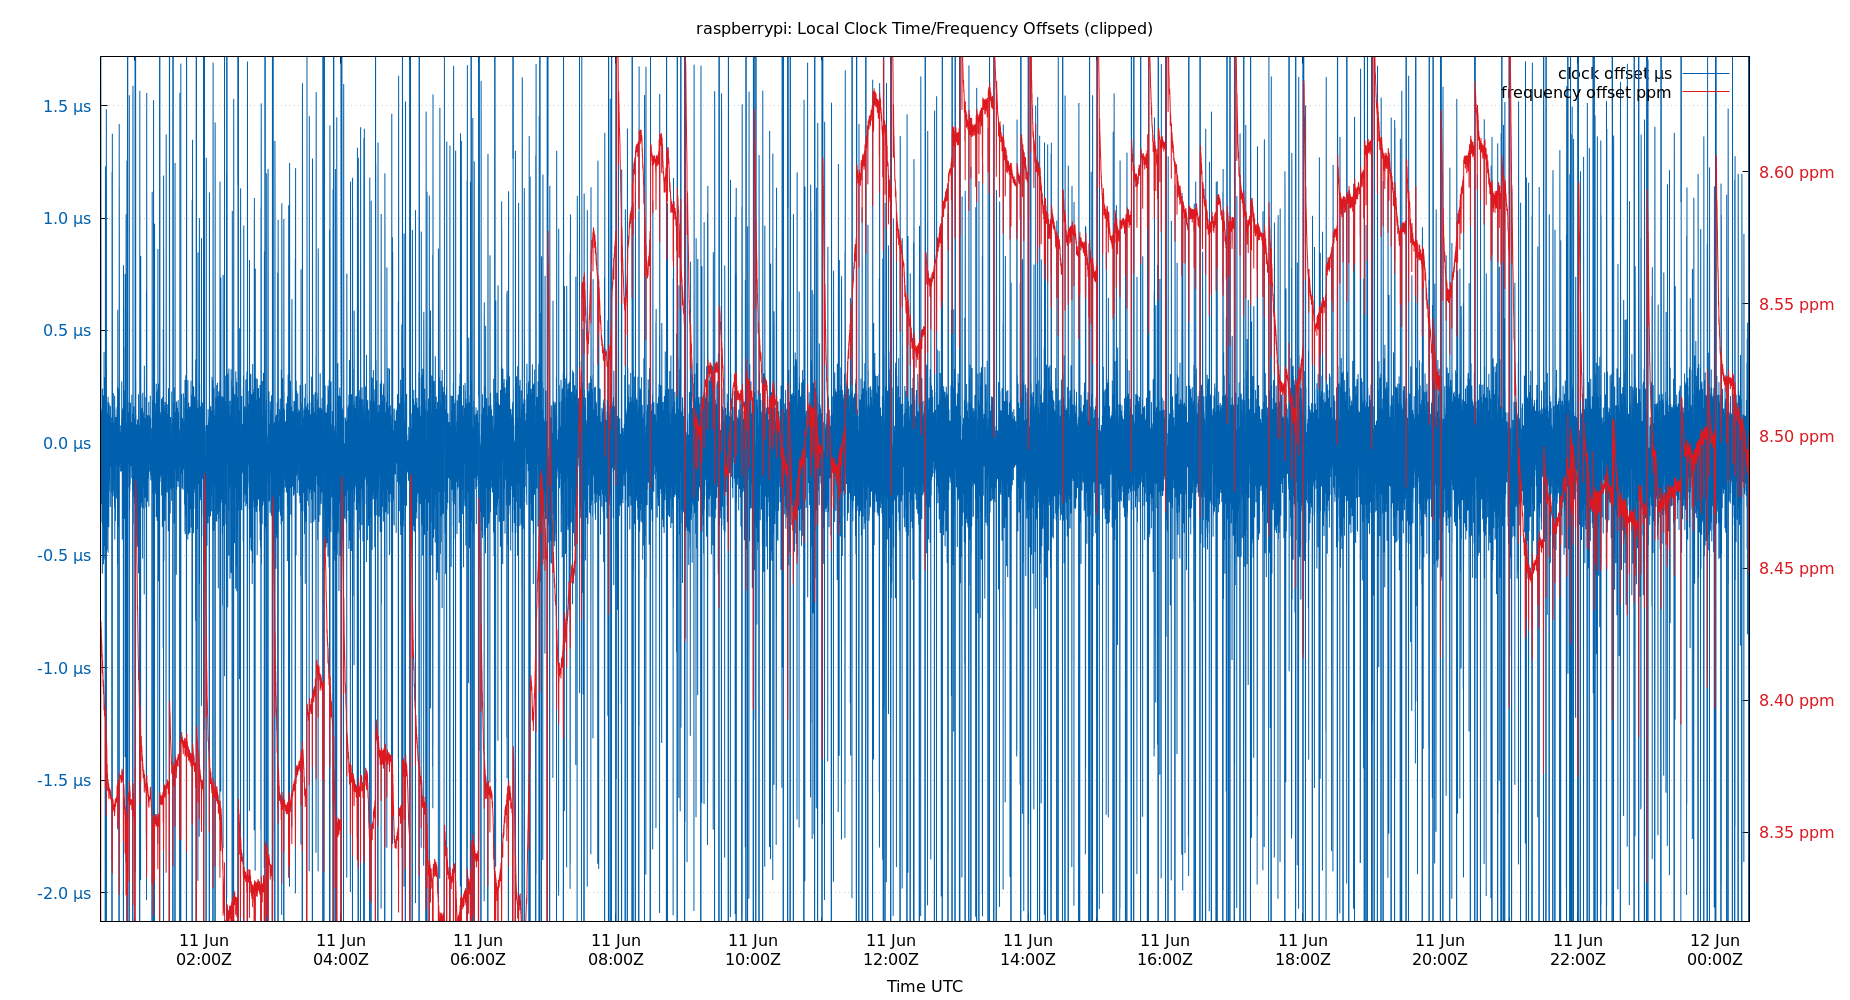 raspberrypi: Local Clock Time/Frequency Offsets (clipped)
clock offset µs
frequency offset ppm
1.5 µs
1.0 µs
0.5 µs
0.0 µs
-0.5 µs
-1.0 µs
-1.5 µs
-2.0 µs
8.60 ppm
8.55 ppm
8.50 ppm
8.45 ppm
8.40 ppm
8.35 ppm
11 Jun
02:00Z
11 Jun
04:00Z
11 Jun
06:00Z
11 Jun
08:00Z
11 Jun
10:00Z
11 Jun
12:00Z
11 Jun
14:00Z
11 Jun
16:00Z
11 Jun
18:00Z
11 Jun
20:00Z
11 Jun
22:00Z
12 Jun
00:00Z
Time UTC